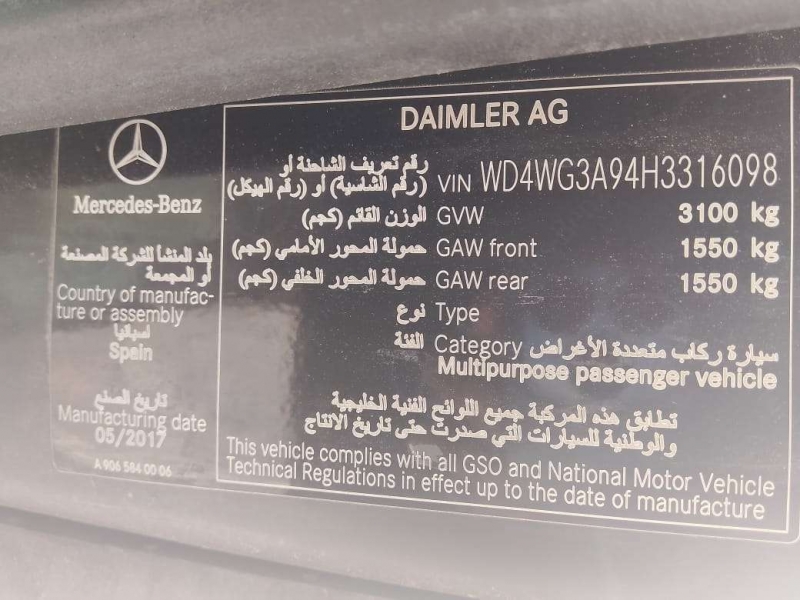 Mercedes-Benz
بلد المنشأ للشركة المصنعة
أو المجمعة
Country of manufac-
ture or assembly
أسبانيا
Spain
تاريخ الصنع
Manufacturing date
05/2017
A 906 584 00 06
DAIMLER AG
رقم تعريف الشاحنة أو
(رقم الشاسية) أو (رقم الهيكل) VIN WD4WG3A94H3316098
الوزن القائم (كجم) GVW 3100 kg
حمولة المحور الأمامي (كجم) GAW front 1550 kg
حمولة المحور الخلفي (كجم) GAW rear 1550 kg
نوع Type
الفئة Category سيارة ركاب متعددة الأغراض
Multipurpose passenger vehicle
تطابق هذه المركبة جميع اللوائح الفنية الخليجية
والوطنية للسيارات التي صدرت حتى تاريخ الانتاج
This vehicle complies with all GSO and National Motor Vehicle
Technical Regulations in effect up to the date of manufacture